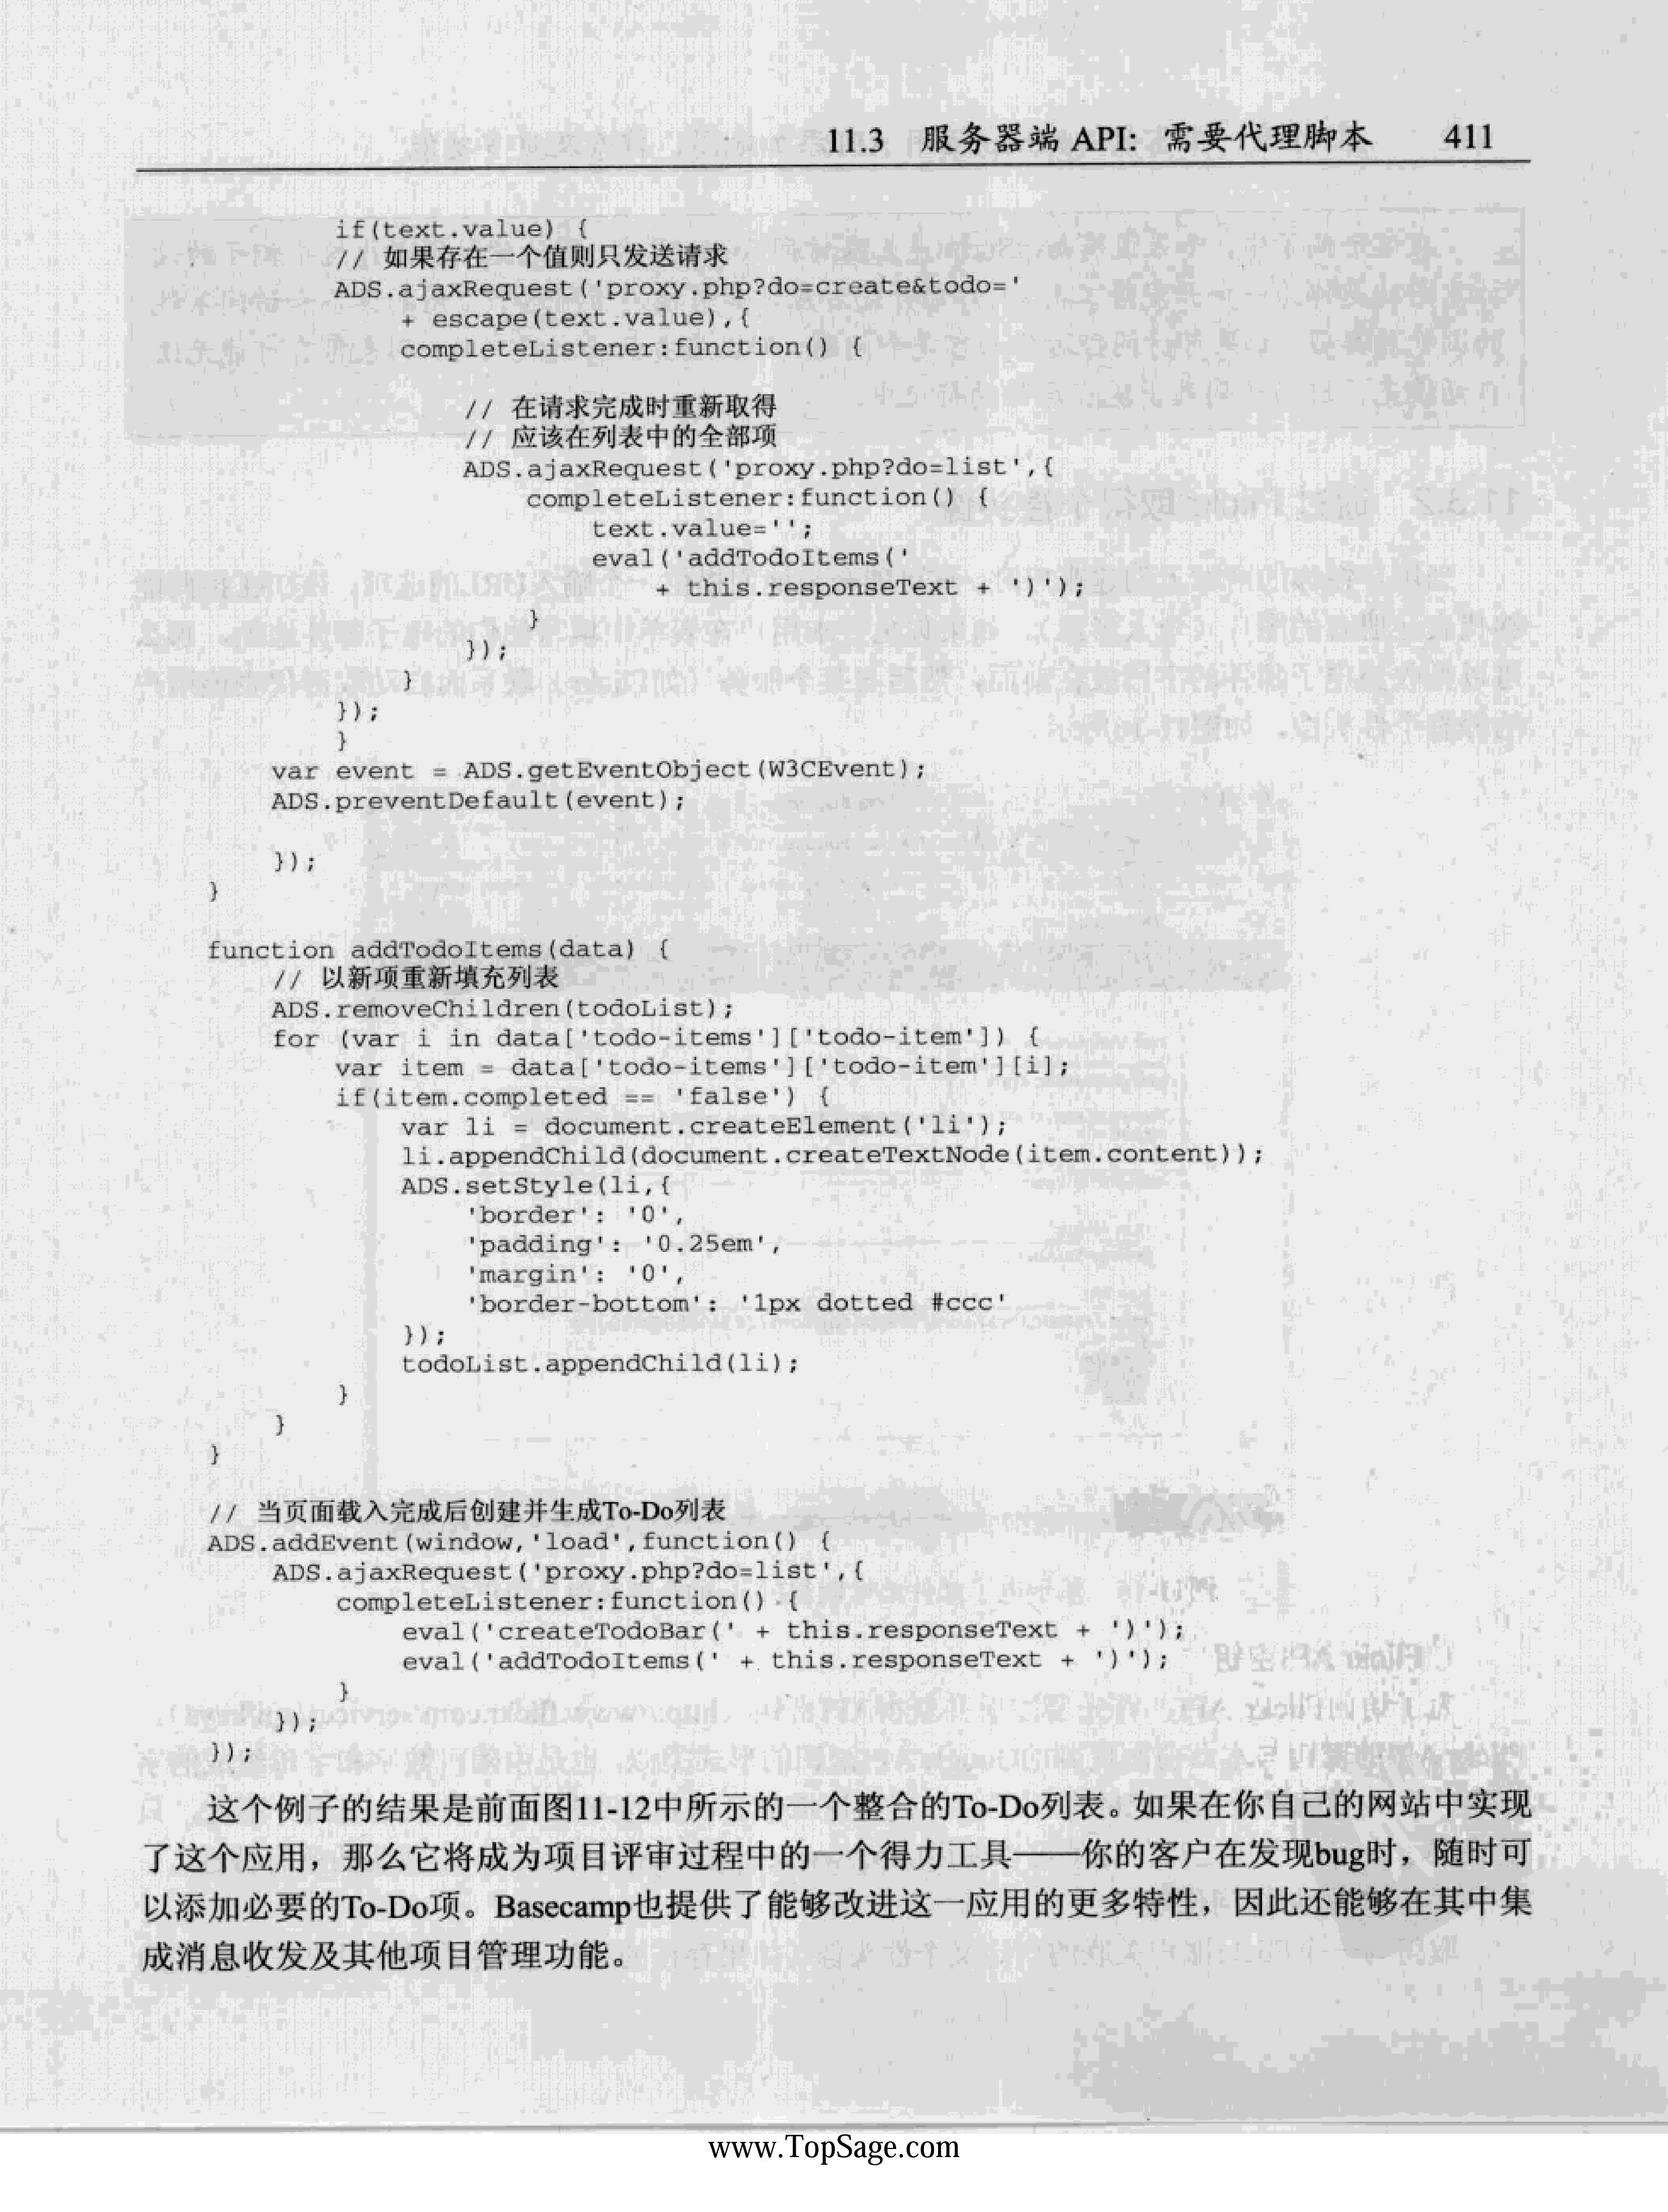 11.3 服务器端 API: 需要代理脚本 411
if(text.value) {
// 如果存在一个值则只发送请求
ADS.ajaxRequest('proxy.php?do=create&todo='
+ escape(text.value),{
completeListener:function() {
// 在请求完成时重新取得
// 应该在列表中的全部项
ADS.ajaxRequest('proxy.php?do=list',{
completeListener:function() {
text.value='';
eval('addTodoItems('
+ this.responseText + ')');
}
});
}
});
}
var event = ADS.getEventObject(W3CEvent);
ADS.preventDefault(event);
});
}
function addTodoItems(data) {
// 以新项重新填充列表
ADS.removeChildren(todoList);
for (var i in data['todo-items']['todo-item']) {
var item = data['todo-items']['todo-item'][i];
if(item.completed == 'false') {
var li = document.createElement('li');
li.appendChild(document.createTextNode(item.content));
ADS.setStyle(li,{
'border': '0',
'padding': '0.25em',
'margin': '0',
'border-bottom': '1px dotted #ccc'
});
todoList.appendChild(li);
}
}
}
// 当页面载入完成后创建并生成To-Do列表
ADS.addEvent(window,'load',function() {
ADS.ajaxRequest('proxy.php?do=list',{
completeListener:function() {
eval('createTodoBar(' + this.responseText + ')');
eval('addTodoItems(' + this.responseText + ')');
}
});
});
这个例子的结果是前面图11-12中所示的一个整合的To-Do列表。如果在你自己的网站中实现
了这个应用，那么它将成为项目评审过程中的一个得力工具——你的客户在发现bug时，随时可
以添加必要的To-Do项。Basecamp也提供了能够改进这一应用的更多特性，因此还能够在其中集
成消息收发及其他项目管理功能。
www.TopSage.com